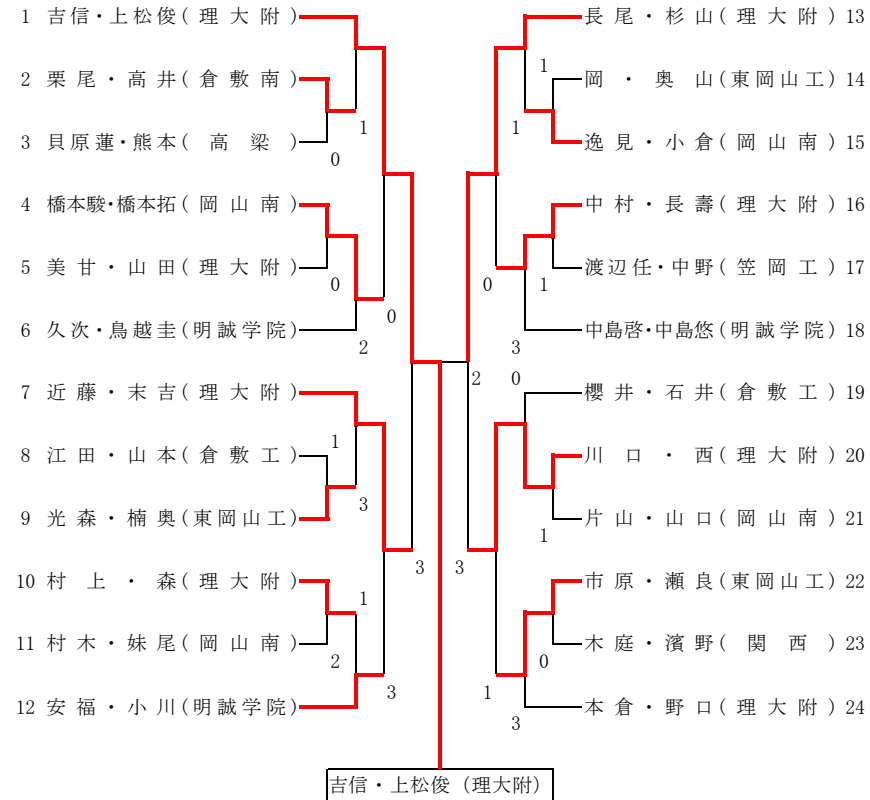 1 吉信・上松俊(理大附)
2 栗尾・高井(倉敷南)
3 貝原蓮・熊本(高梁)
4 橋本駿・橋本拓(岡山南)
5 美甘・山田(理大附)
6 久次・鳥越圭(明誠学院)
7 近藤・末吉(理大附)
8 江田・山本(倉敷工)
9 光森・楠奥(東岡山工)
10 村上・森(理大附)
11 村木・妹尾(岡山南)
12 安福・小川(明誠学院)
1
0
0
0
2
1
3
3
1
2
3
長尾・杉山(理大附) 13
岡・奥山(東岡山工) 14
逸見・小倉(岡山南) 15
中村・長壽(理大附) 16
渡辺任・中野(笠岡工) 17
中島啓・中島悠(明誠学院) 18
櫻井・石井(倉敷工) 19
川口・西(理大附) 20
片山・山口(岡山南) 21
市原・瀬良(東岡山工) 22
木庭・濱野(関西) 23
本倉・野口(理大附) 24
1
1
0
1
3
2
0
1
3
0
1
3
吉信・上松俊（理大附）